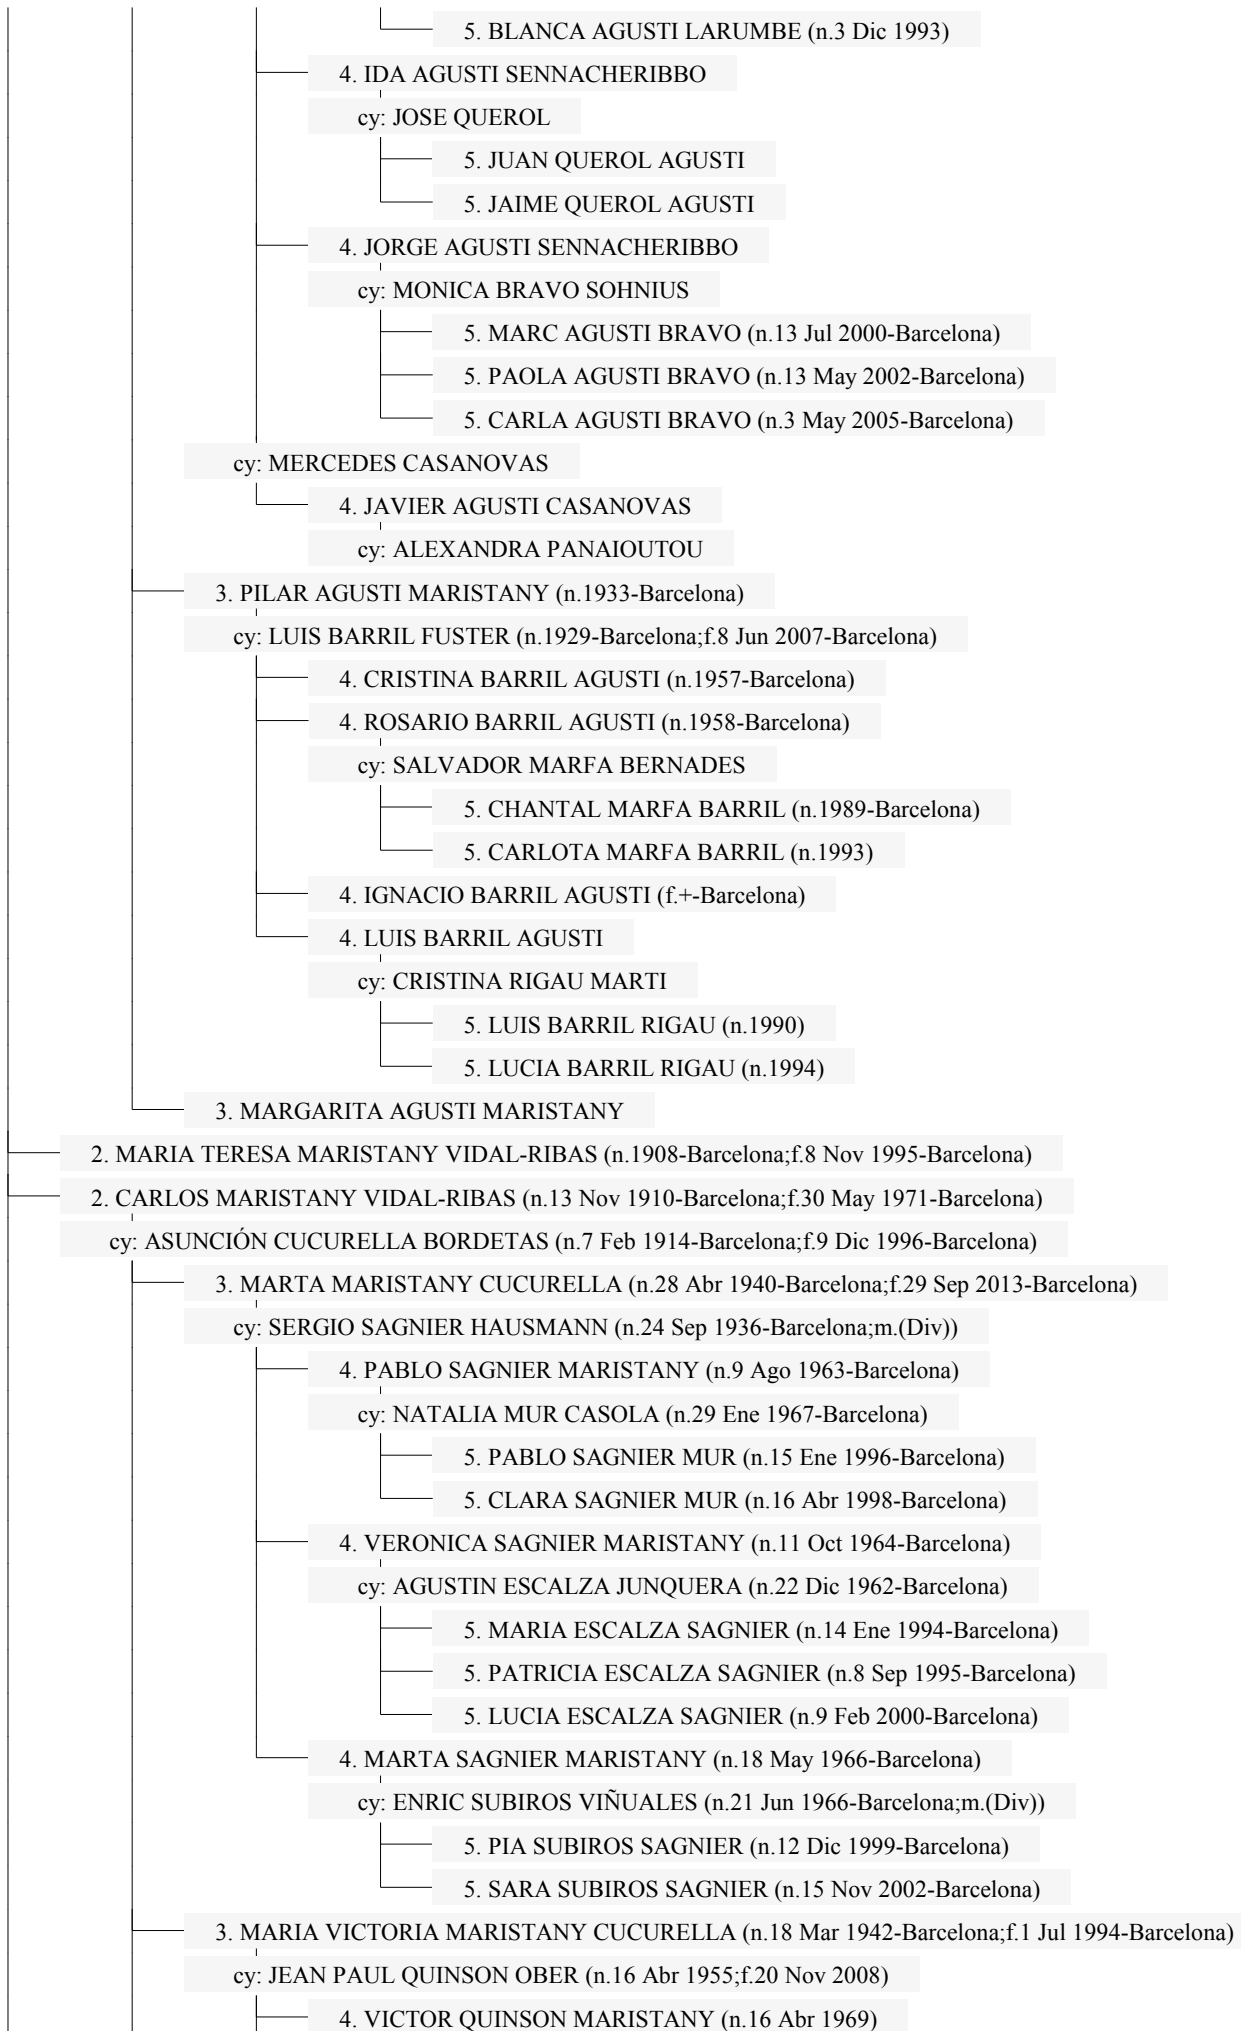 5. BLANCA AGUSTI LARUMBE (n.3 Dic 1993)
4. IDA AGUSTI SENNACHERIBBO
cy: JOSE QUEROL
5. JUAN QUEROL AGUSTI
5. JAIME QUEROL AGUSTI
4. JORGE AGUSTI SENNACHERIBBO
cy: MONICA BRAVO SOHNIUS
5. MARC AGUSTI BRAVO (n.13 Jul 2000-Barcelona)
5. PAOLA AGUSTI BRAVO (n.13 May 2002-Barcelona)
5. CARLA AGUSTI BRAVO (n.3 May 2005-Barcelona)
cy: MERCEDES CASANOVAS
4. JAVIER AGUSTI CASANOVAS
cy: ALEXANDRA PANAIOUTOU
3. PILAR AGUSTI MARISTANY (n.1933-Barcelona)
cy: LUIS BARRIL FUSTER (n.1929-Barcelona;f.8 Jun 2007-Barcelona)
4. CRISTINA BARRIL AGUSTI (n.1957-Barcelona)
4. ROSARIO BARRIL AGUSTI (n.1958-Barcelona)
cy: SALVADOR MARFA BERNADES
5. CHANTAL MARFA BARRIL (n.1989-Barcelona)
5. CARLOTA MARFA BARRIL (n.1993)
4. IGNACIO BARRIL AGUSTI (f.+-Barcelona)
4. LUIS BARRIL AGUSTI
cy: CRISTINA RIGAU MARTI
5. LUIS BARRIL RIGAU (n.1990)
5. LUCIA BARRIL RIGAU (n.1994)
3. MARGARITA AGUSTI MARISTANY
2. MARIA TERESA MARISTANY VIDAL-RIBAS (n.1908-Barcelona;f.8 Nov 1995-Barcelona)
2. CARLOS MARISTANY VIDAL-RIBAS (n.13 Nov 1910-Barcelona;f.30 May 1971-Barcelona)
cy: ASUNCIÓN CUCURELLA BORDETAS (n.7 Feb 1914-Barcelona;f.9 Dic 1996-Barcelona)
3. MARTA MARISTANY CUCURELLA (n.28 Abr 1940-Barcelona;f.29 Sep 2013-Barcelona)
cy: SERGIO SAGNIER HAUSMANN (n.24 Sep 1936-Barcelona;m.(Div))
4. PABLO SAGNIER MARISTANY (n.9 Ago 1963-Barcelona)
cy: NATALIA MUR CASOLA (n.29 Ene 1967-Barcelona)
5. PABLO SAGNIER MUR (n.15 Ene 1996-Barcelona)
5. CLARA SAGNIER MUR (n.16 Abr 1998-Barcelona)
4. VERONICA SAGNIER MARISTANY (n.11 Oct 1964-Barcelona)
cy: AGUSTIN ESCALZA JUNQUERA (n.22 Dic 1962-Barcelona)
5. MARIA ESCALZA SAGNIER (n.14 Ene 1994-Barcelona)
5. PATRICIA ESCALZA SAGNIER (n.8 Sep 1995-Barcelona)
5. LUCIA ESCALZA SAGNIER (n.9 Feb 2000-Barcelona)
4. MARTA SAGNIER MARISTANY (n.18 May 1966-Barcelona)
cy: ENRIC SUBIROS VIÑUALES (n.21 Jun 1966-Barcelona;m.(Div))
5. PIA SUBIROS SAGNIER (n.12 Dic 1999-Barcelona)
5. SARA SUBIROS SAGNIER (n.15 Nov 2002-Barcelona)
3. MARIA VICTORIA MARISTANY CUCURELLA (n.18 Mar 1942-Barcelona;f.1 Jul 1994-Barcelona)
cy: JEAN PAUL QUINSON OBER (n.16 Abr 1955;f.20 Nov 2008)
4. VICTOR QUINSON MARISTANY (n.16 Abr 1969)